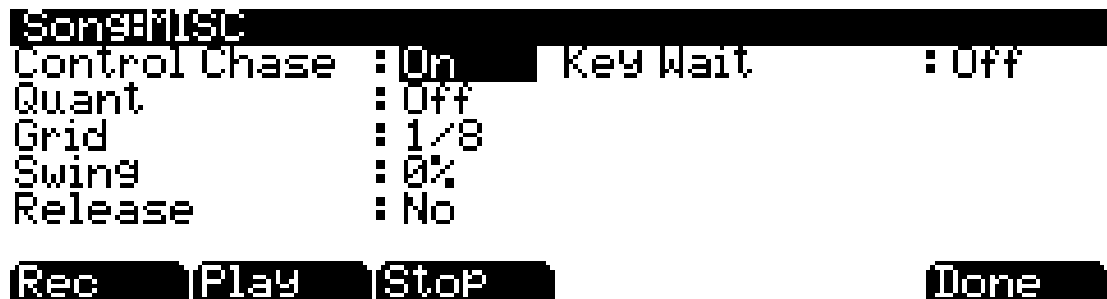 Song:MISC
Control Chase :On Key Wait :Off
Quant :Off
Grid :1/8
Swing :0%
Release :No
Rec Play Stop Done